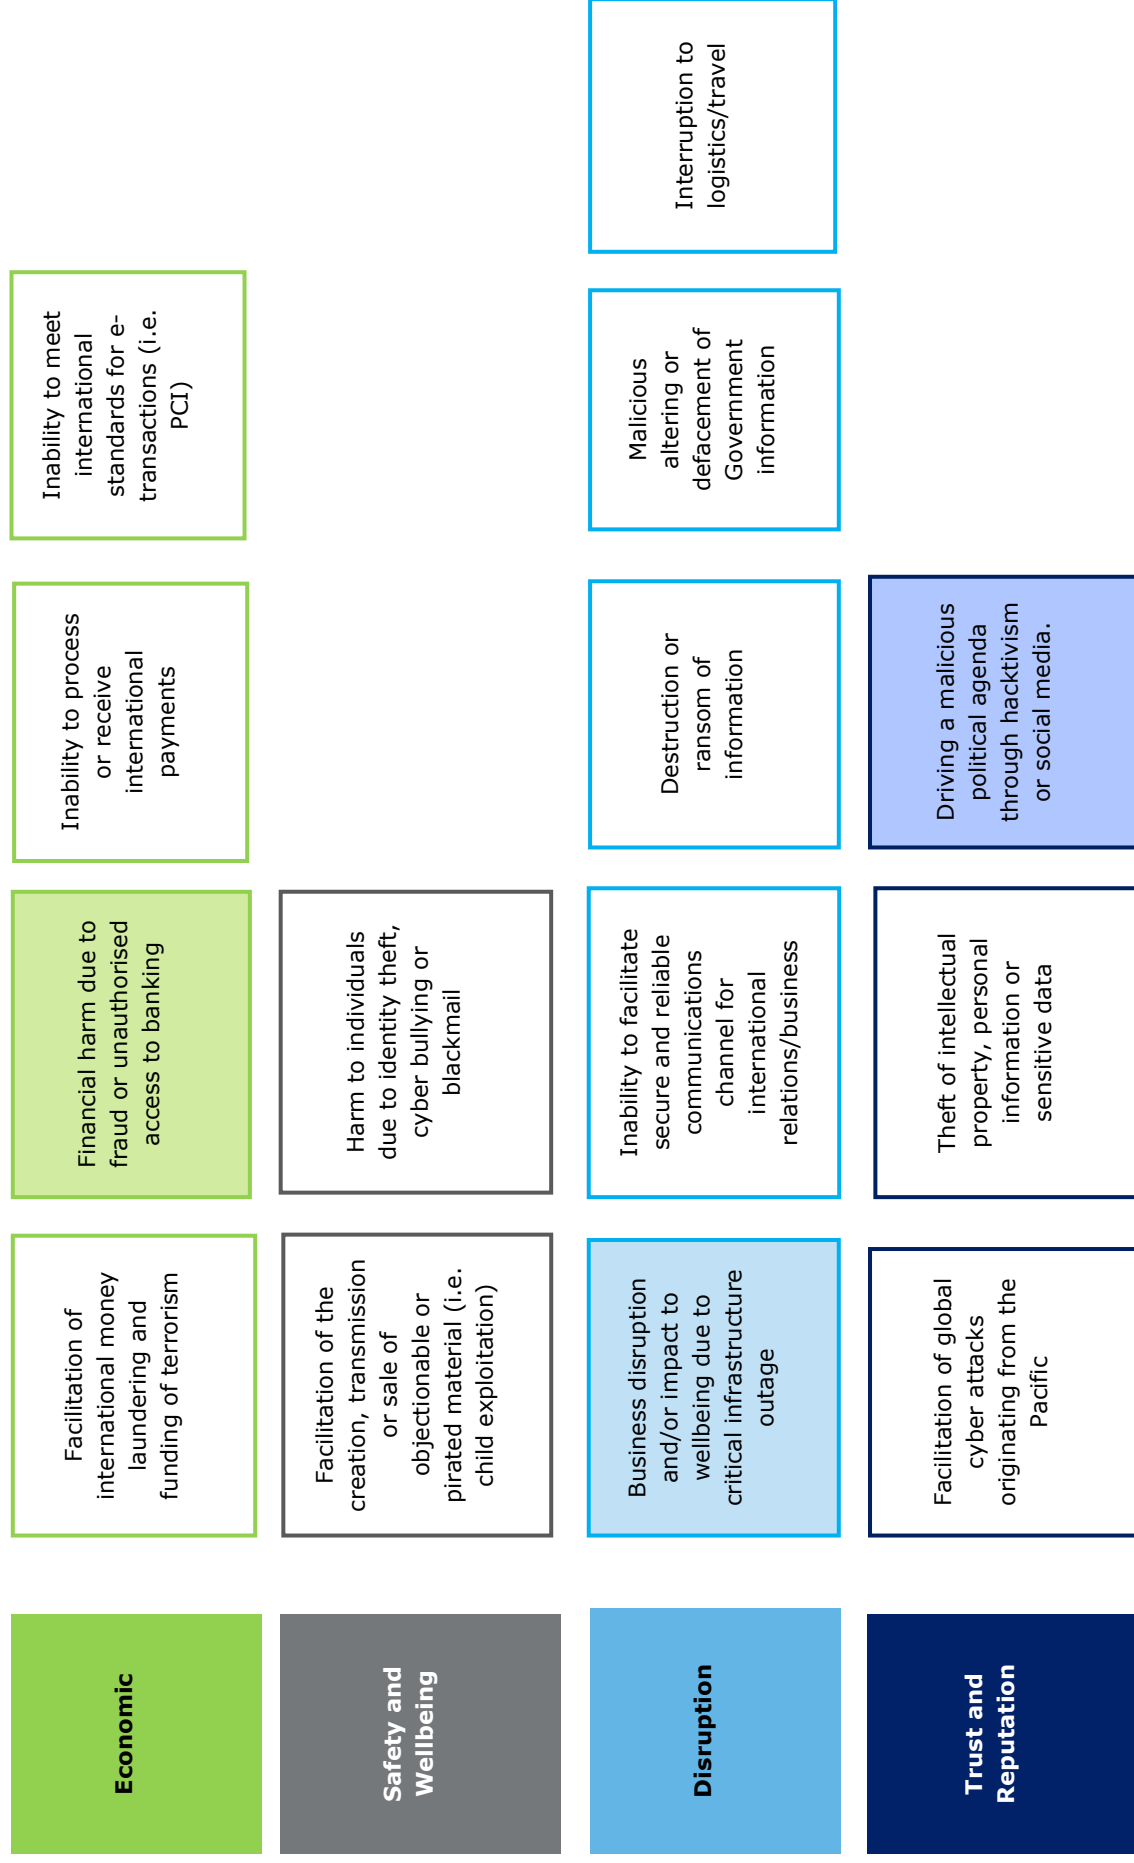 Economic
Facilitation of
international money
laundering and
funding of terrorism
Financial harm due to
fraud or unauthorised
access to banking
Inability to process
or receive
international
payments
Inability to meet
international
standards for e-
transactions (i.e.
PCI)
Safety and
Wellbeing
Facilitation of the
creation, transmission
or sale of
objectionable or
pirated material (i.e.
child exploitation)
Harm to individuals
due to identity theft,
cyber bullying or
blackmail
Disruption
Business disruption
and/or impact to
wellbeing due to
critical infrastructure
outage
Inability to facilitate
secure and reliable
communications
channel for
international
relations/business
Destruction or
ransom of
information
Malicious
altering or
defacement of
Government
information
Interruption to
logistics/travel
Trust and
Reputation
Facilitation of global
cyber attacks
originating from the
Pacific
Theft of intellectual
property, personal
information or
sensitive data
Driving a malicious
political agenda
through hacktivism
or social media.